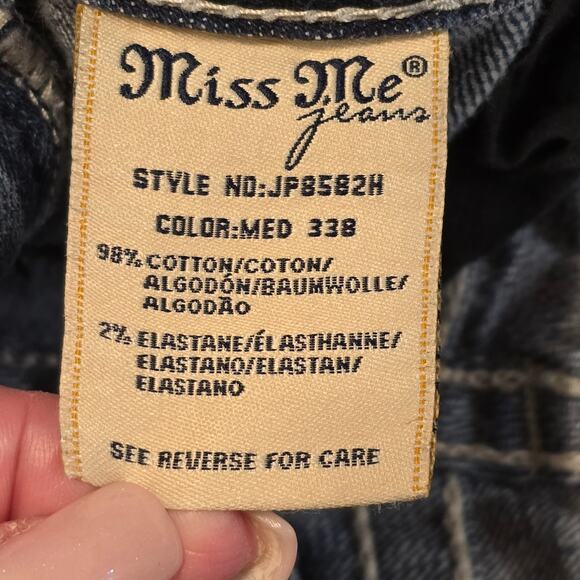 Miss Me®
jeans
STYLE NO:JP8582H
COLOR:MED 338
98% COTTON/COTON/
ALGODÓN/BAUMWOLLE/
ALGODÃO
2% ELASTANE/ÉLASTHANNE/
ELASTANO/ELASTAN/
ELASTANO
SEE REVERSE FOR CARE